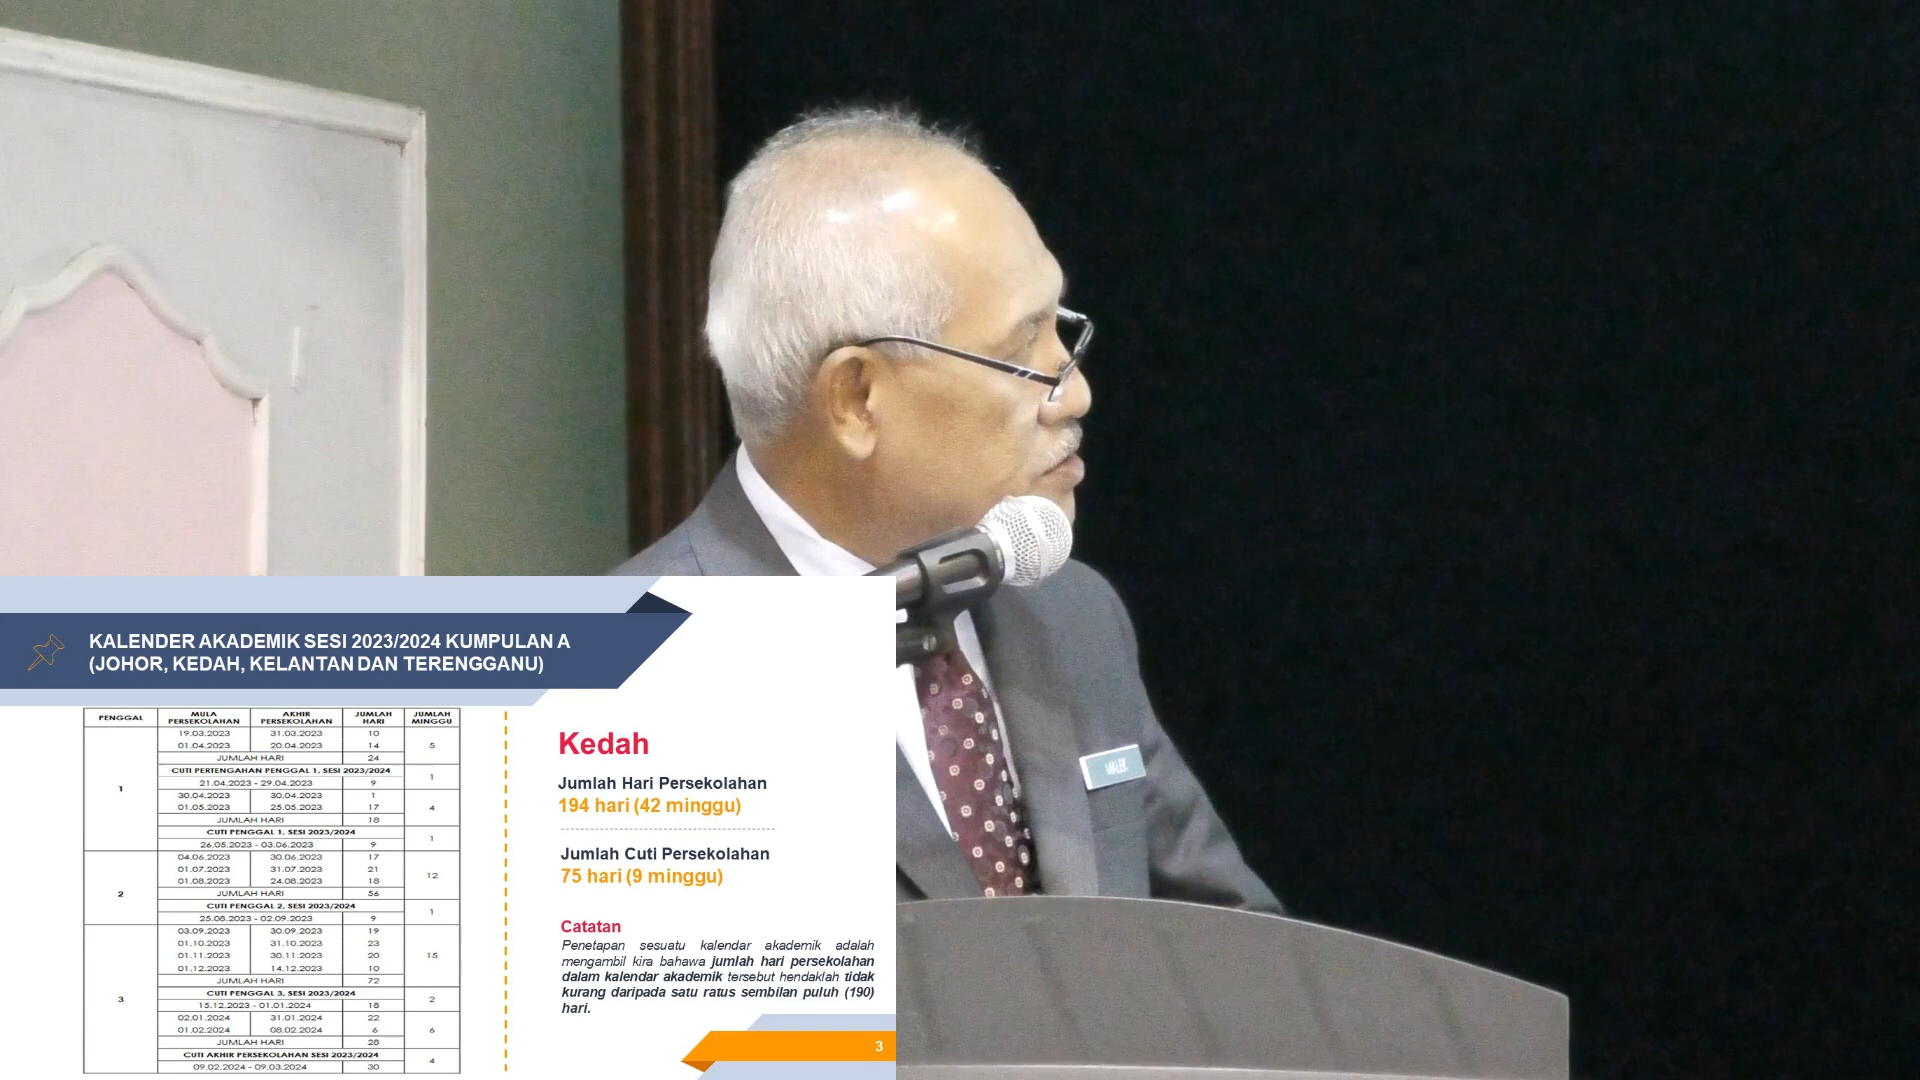 KALENDER AKADEMIK SESI 2023/2024 KUMPULAN A
(JOHOR, KEDAH, KELANTAN DAN TERENGGANU)
PENGGAL MULA PERSEKOLAHAN AKHIR PERSEKOLAHAN JUMLAH HARI JUMLAH MINGGU
1
19.03.2023 31.03.2023 10
01.04.2023 20.04.2023 14 5
JUMLAH HARI 24
CUTI PERTENGAHAN PENGGAL 1, SESI 2023/2024 1
21.04.2023 - 29.04.2023 9
30.04.2023 30.04.2023 1
01.05.2023 25.05.2023 17 4
JUMLAH HARI 18
CUTI PENGGAL 1, SESI 2023/2024 1
26.05.2023 - 03.06.2023 9
2
04.06.2023 30.06.2023 17
01.07.2023 31.07.2023 21 12
01.08.2023 24.08.2023 18
JUMLAH HARI 56
CUTI PENGGAL 2, SESI 2023/2024 1
25.08.2023 - 02.09.2023 9
3
03.09.2023 30.09.2023 19
01.10.2023 31.10.2023 23
01.11.2023 30.11.2023 20 15
01.12.2023 14.12.2023 10
JUMLAH HARI 72
CUTI PENGGAL 3, SESI 2023/2024 2
15.12.2023 - 01.01.2024 18
02.01.2024 31.01.2024 22
01.02.2024 08.02.2024 6 6
JUMLAH HARI 28
CUTI AKHIR PERSEKOLAHAN SESI 2023/2024 4
09.02.2024 - 09.03.2024 30
Kedah
Jumlah Hari Persekolahan
194 hari (42 minggu)
Jumlah Cuti Persekolahan
75 hari (9 minggu)
Catatan
Penetapan sesuatu kalendar akademik adalah
mengambil kira bahawa jumlah hari persekolahan
dalam kalendar akademik tersebut hendaklah tidak
kurang daripada satu ratus sembilan puluh (190)
hari.
3